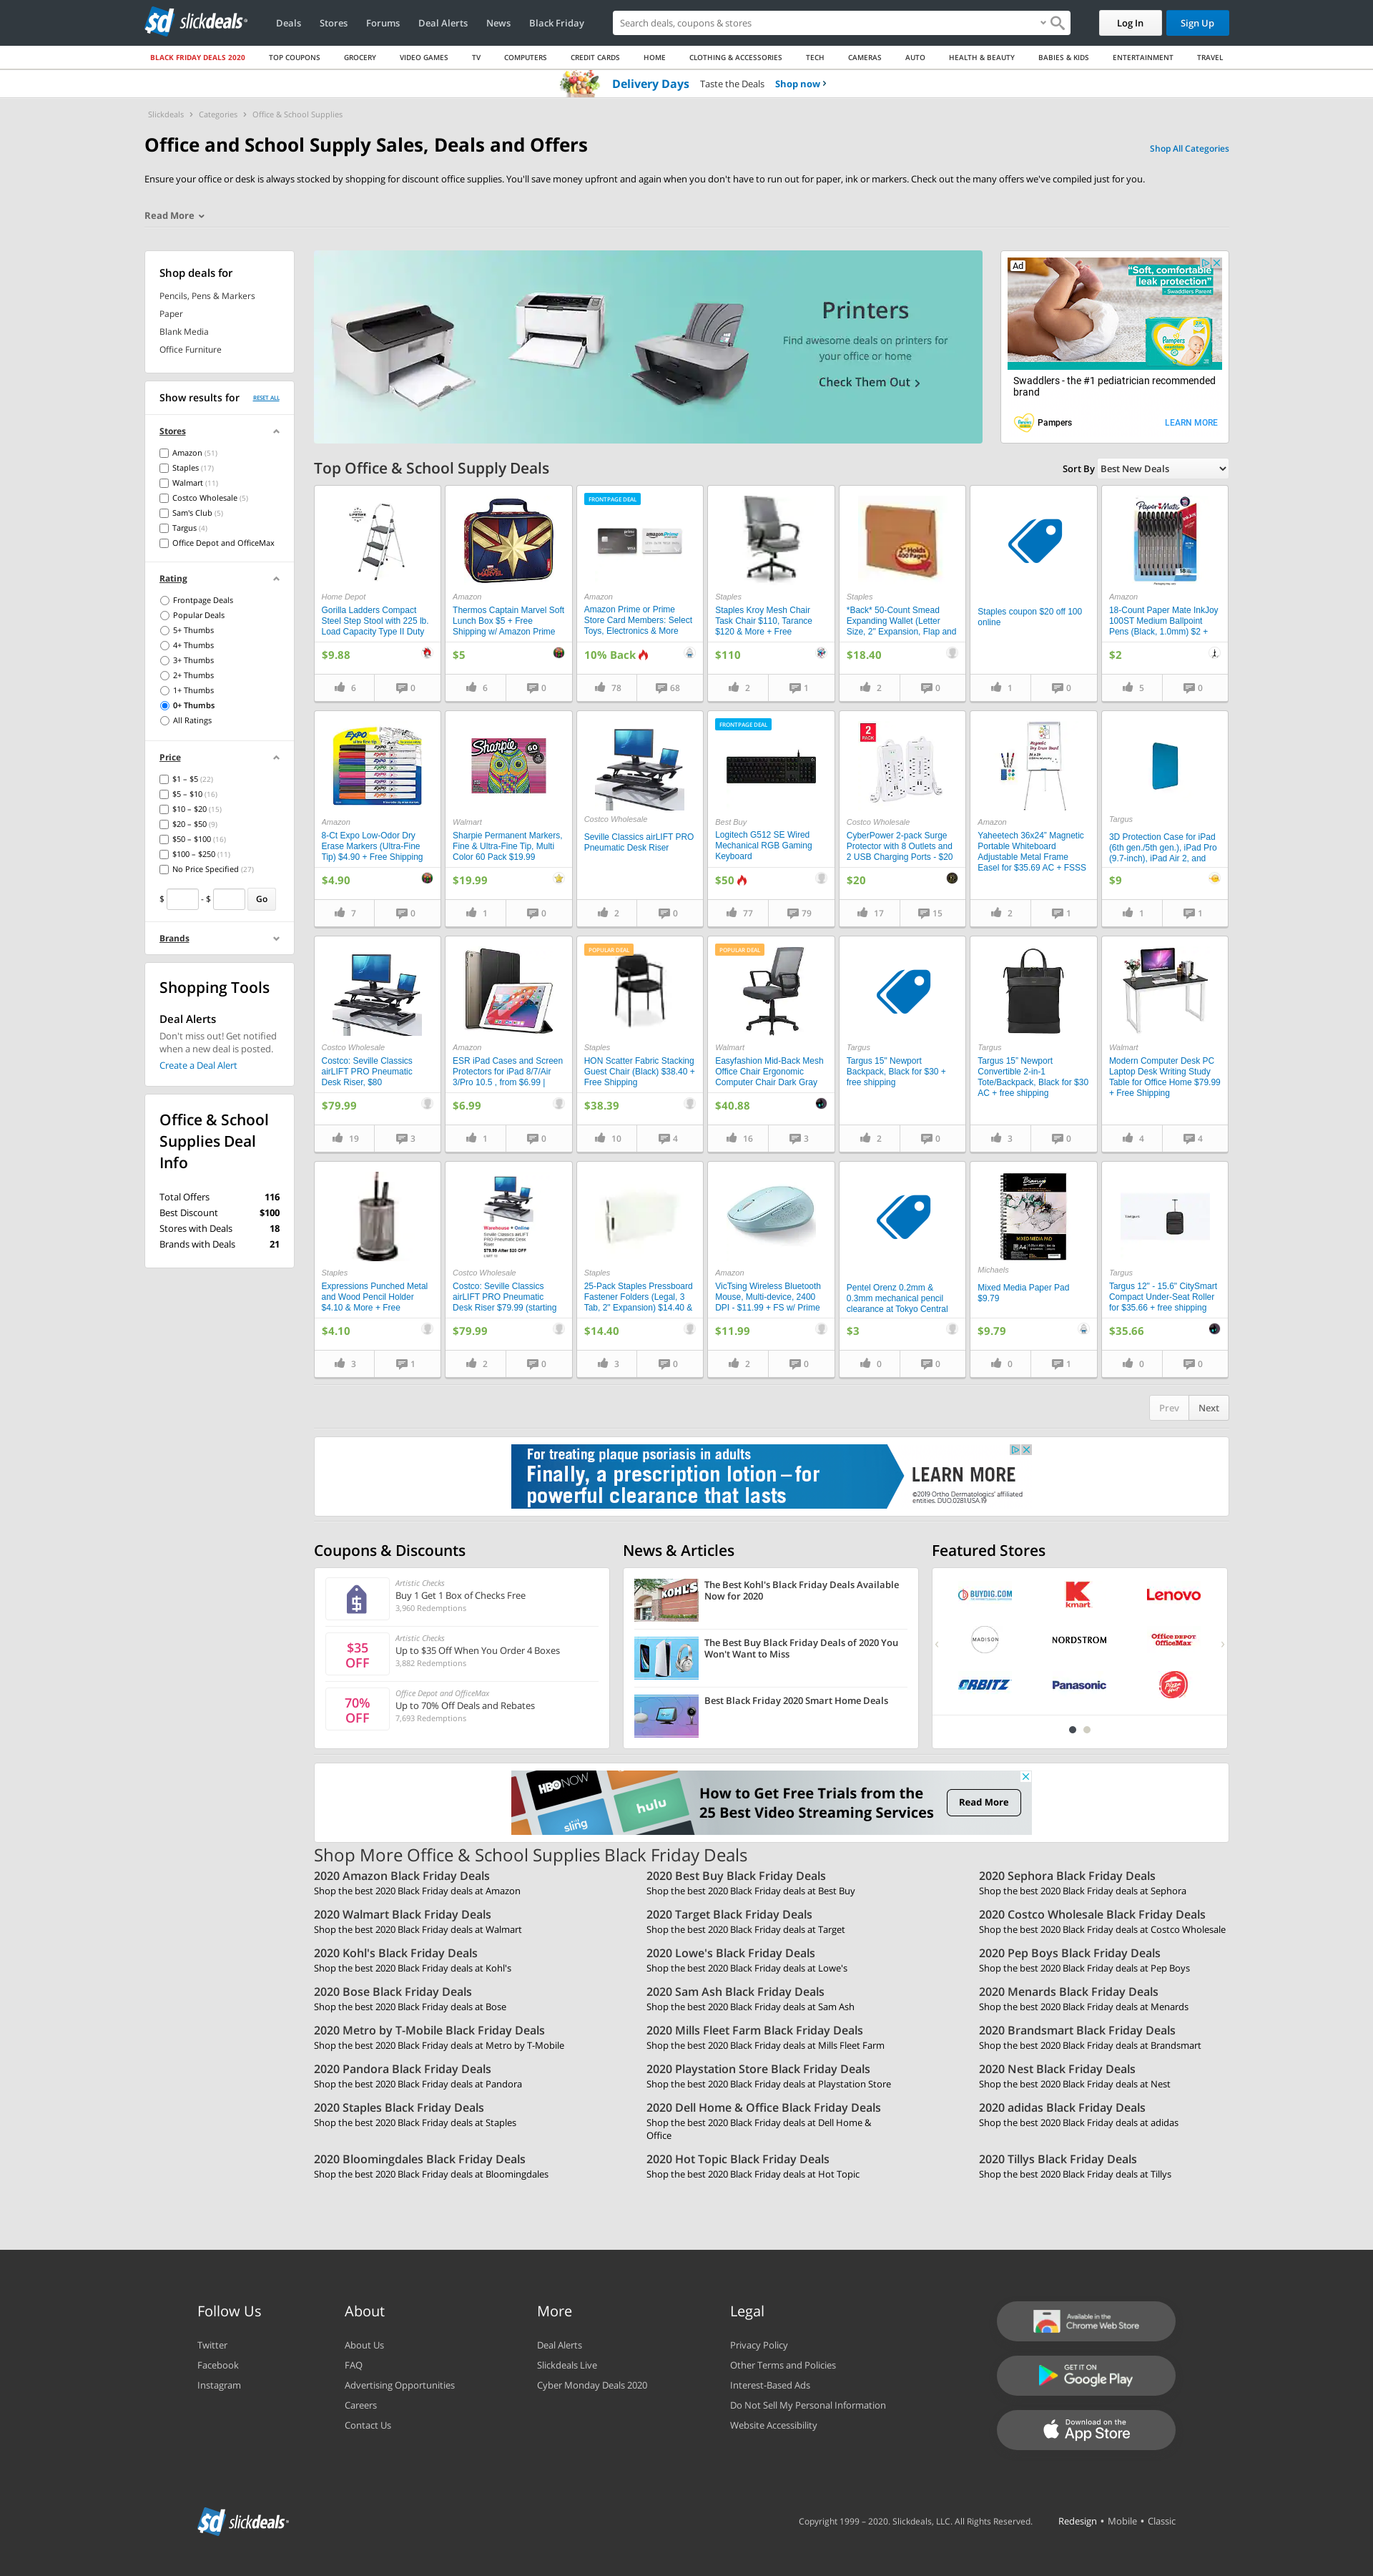 slickdeals
Deals
Stores
Forums
Deal Alerts
News
Black Friday
Search deals, coupons & stores
Log In
Sign Up
BLACK FRIDAY DEALS 2020
TOP COUPONS
GROCERY
VIDEO GAMES
TV
COMPUTERS
CREDIT CARDS
HOME
CLOTHING & ACCESSORIES
TECH
CAMERAS
AUTO
HEALTH & BEAUTY
BABIES & KIDS
ENTERTAINMENT
TRAVEL
Delivery Days Taste the Deals Shop now ›
Slickdeals › Categories › Office & School Supplies
Office and School Supply Sales, Deals and Offers
Shop All Categories
Ensure your office or desk is always stocked by shopping for discount office supplies. You'll save money upfront and again when you don't have to run out for paper, ink or markers. Check out the many offers we've compiled just for you.
Read More
Shop deals for
Pencils, Pens & Markers
Paper
Blank Media
Office Furniture
Show results for
RESET ALL
Stores
Amazon (51)
Staples (17)
Walmart (11)
Costco Wholesale (5)
Sam's Club (5)
Targus (4)
Office Depot and OfficeMax
Rating
Frontpage Deals
Popular Deals
5+ Thumbs
4+ Thumbs
3+ Thumbs
2+ Thumbs
1+ Thumbs
0+ Thumbs
All Ratings
Price
$1 – $5 (22)
$5 – $10 (16)
$10 – $20 (15)
$20 – $50 (9)
$50 – $100 (16)
$100 – $250 (11)
No Price Specified (27)
$ - $ Go
Brands
Shopping Tools
Deal Alerts
Don't miss out! Get notified
when a new deal is posted.
Create a Deal Alert
Office & School
Supplies Deal
Info
Total Offers 116
Best Discount $100
Stores with Deals 18
Brands with Deals 21
Printers
Find awesome deals on printers for
your office or home
Check Them Out ›
Ad
"Soft, comfortable
leak protection"
- Swaddlers Parent
Pampers
Swaddlers - the #1 pediatrician recommended
brand
Pampers
LEARN MORE
Top Office & School Supply Deals
Sort By Best New Deals
Home Depot
Gorilla Ladders Compact
Steel Step Stool with 225 lb.
Load Capacity Type II Duty
$9.88
6 0
Amazon
Thermos Captain Marvel Soft
Lunch Box $5 + Free
Shipping w/ Amazon Prime
$5
6 0
FRONTPAGE DEAL
Amazon
Amazon Prime or Prime
Store Card Members: Select
Toys, Electronics & More
10% Back
78 68
Staples
Staples Kroy Mesh Chair
Task Chair $110, Tarance
$120 & More + Free
$110
2 1
2"-Holds
400 Pages
Staples
*Back* 50-Count Smead
Expanding Wallet (Letter
Size, 2" Expansion, Flap and
$18.40
2 0
Staples coupon $20 off 100
online
1 0
Paper Mate
Amazon
18-Count Paper Mate InkJoy
100ST Medium Ballpoint
Pens (Black, 1.0mm) $2 +
$2
5 0
EXPO
Amazon
8-Ct Expo Low-Odor Dry
Erase Markers (Ultra-Fine
Tip) $4.90 + Free Shipping
$4.90
7 0
Sharpie 60
Walmart
Sharpie Permanent Markers,
Fine & Ultra-Fine Tip, Multi
Color 60 Pack $19.99
$19.99
1 0
Costco Wholesale
Seville Classics airLIFT PRO
Pneumatic Desk Riser
2 0
FRONTPAGE DEAL
Best Buy
Logitech G512 SE Wired
Mechanical RGB Gaming
Keyboard
$50
77 79
2
PACK
Costco Wholesale
CyberPower 2-pack Surge
Protector with 8 Outlets and
2 USB Charging Ports - $20
$20
17 15
Magnetic
Dry Erase Board
Amazon
Yaheetech 36x24" Magnetic
Portable Whiteboard
Adjustable Metal Frame
Easel for $35.69 AC + FSSS
2 1
Targus
3D Protection Case for iPad
(6th gen./5th gen.), iPad Pro
(9.7-inch), iPad Air 2, and
$9
1 1
Costco Wholesale
Costco: Seville Classics
airLIFT PRO Pneumatic
Desk Riser, $80
$79.99
19 3
Amazon
ESR iPad Cases and Screen
Protectors for iPad 8/7/Air
3/Pro 10.5 , from $6.99 |
$6.99
1 0
POPULAR DEAL
Staples
HON Scatter Fabric Stacking
Guest Chair (Black) $38.40 +
Free Shipping
$38.39
10 4
POPULAR DEAL
Walmart
Easyfashion Mid-Back Mesh
Office Chair Ergonomic
Computer Chair Dark Gray
$40.88
16 3
Targus
Targus 15" Newport
Backpack, Black for $30 +
free shipping
2 0
Targus
Targus 15" Newport
Convertible 2-in-1
Tote/Backpack, Black for $30
AC + free shipping
3 0
Walmart
Modern Computer Desk PC
Laptop Desk Writing Study
Table for Office Home $79.99
+ Free Shipping
4 4
Staples
Expressions Punched Metal
and Wood Pencil Holder
$4.10 & More + Free
$4.10
3 1
Warehouse + Online
Seville Classics airLIFT
PRO Pneumatic Desk
Riser
$79.99 After $20 OFF
Costco Wholesale
Costco: Seville Classics
airLIFT PRO Pneumatic
Desk Riser $79.99 (starting
$79.99
2 0
Staples
25-Pack Staples Pressboard
Fastener Folders (Legal, 3
Tab, 2" Expansion) $14.40 &
$14.40
3 0
Amazon
VicTsing Wireless Bluetooth
Mouse, Multi-device, 2400
DPI - $11.99 + FS w/ Prime
$11.99
2 0
Pentel Orenz 0.2mm &
0.3mm mechanical pencil
clearance at Tokyo Central
$3
0 0
MIXED MEDIA PAD
Michaels
Mixed Media Paper Pad
$9.79
$9.79
0 1
Targus
Targus 12" - 15.6" CitySmart
Compact Under-Seat Roller
for $35.66 + free shipping
$35.66
0 0
Prev Next
For treating plaque psoriasis in adults
Finally, a prescription lotion – for
powerful clearance that lasts
LEARN MORE
©2019 Ortho Dermatologics' affiliated
entities. DUO.0281.USA.19
Coupons & Discounts
Artistic Checks
Buy 1 Get 1 Box of Checks Free
3,960 Redemptions
$35
OFF
Artistic Checks
Up to $35 Off When You Order 4 Boxes
3,882 Redemptions
70%
OFF
Office Depot and OfficeMax
Up to 70% Off Deals and Rebates
7,693 Redemptions
News & Articles
KOHL'S
The Best Kohl's Black Friday Deals Available
Now for 2020
The Best Buy Black Friday Deals of 2020 You
Won't Want to Miss
Best Black Friday 2020 Smart Home Deals
Featured Stores
BUYDIG.COM
kmart
Lenovo
MADISON
NORDSTROM
Office DEPOT
OfficeMax
ORBITZ
Panasonic
Pizza Hut
HBO NOW
hulu
sling
How to Get Free Trials from the
25 Best Video Streaming Services
Read More
Shop More Office & School Supplies Black Friday Deals
2020 Amazon Black Friday Deals
Shop the best 2020 Black Friday deals at Amazon
2020 Best Buy Black Friday Deals
Shop the best 2020 Black Friday deals at Best Buy
2020 Sephora Black Friday Deals
Shop the best 2020 Black Friday deals at Sephora
2020 Walmart Black Friday Deals
Shop the best 2020 Black Friday deals at Walmart
2020 Target Black Friday Deals
Shop the best 2020 Black Friday deals at Target
2020 Costco Wholesale Black Friday Deals
Shop the best 2020 Black Friday deals at Costco Wholesale
2020 Kohl's Black Friday Deals
Shop the best 2020 Black Friday deals at Kohl's
2020 Lowe's Black Friday Deals
Shop the best 2020 Black Friday deals at Lowe's
2020 Pep Boys Black Friday Deals
Shop the best 2020 Black Friday deals at Pep Boys
2020 Bose Black Friday Deals
Shop the best 2020 Black Friday deals at Bose
2020 Sam Ash Black Friday Deals
Shop the best 2020 Black Friday deals at Sam Ash
2020 Menards Black Friday Deals
Shop the best 2020 Black Friday deals at Menards
2020 Metro by T-Mobile Black Friday Deals
Shop the best 2020 Black Friday deals at Metro by T-Mobile
2020 Mills Fleet Farm Black Friday Deals
Shop the best 2020 Black Friday deals at Mills Fleet Farm
2020 Brandsmart Black Friday Deals
Shop the best 2020 Black Friday deals at Brandsmart
2020 Pandora Black Friday Deals
Shop the best 2020 Black Friday deals at Pandora
2020 Playstation Store Black Friday Deals
Shop the best 2020 Black Friday deals at Playstation Store
2020 Nest Black Friday Deals
Shop the best 2020 Black Friday deals at Nest
2020 Staples Black Friday Deals
Shop the best 2020 Black Friday deals at Staples
2020 Dell Home & Office Black Friday Deals
Shop the best 2020 Black Friday deals at Dell Home &
Office
2020 adidas Black Friday Deals
Shop the best 2020 Black Friday deals at adidas
2020 Bloomingdales Black Friday Deals
Shop the best 2020 Black Friday deals at Bloomingdales
2020 Hot Topic Black Friday Deals
Shop the best 2020 Black Friday deals at Hot Topic
2020 Tillys Black Friday Deals
Shop the best 2020 Black Friday deals at Tillys
Follow Us
Twitter
Facebook
Instagram
About
About Us
FAQ
Advertising Opportunities
Careers
Contact Us
More
Deal Alerts
Slickdeals Live
Cyber Monday Deals 2020
Legal
Privacy Policy
Other Terms and Policies
Interest-Based Ads
Do Not Sell My Personal Information
Website Accessibility
Available in the
Chrome Web Store
GET IT ON
Google Play
Download on the
App Store
slickdeals
Copyright 1999 – 2020. Slickdeals, LLC. All Rights Reserved.
Redesign • Mobile • Classic